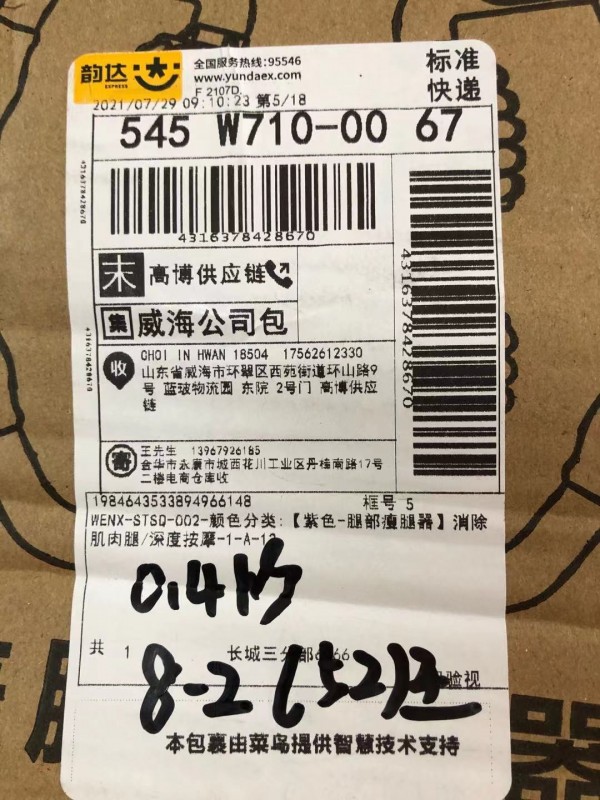 韵达
EXPRESS
全国服务热线:95546
www.yundaex.com
F 2107D.
2021/07/29 09:10:23 第5/18
标准
快递
545 W710-00 67
4316378428670
4316378428670
4316378428670
4316378428670
末 高博供应链
集 威海公司包
收
CHOI IN HWAN 18504 17562612330
山东省威海市环翠区西苑街道环山路9
号 蓝玻物流圆 东院 2号门 高博供应
链
寄
王先生 13967926185
金华市永康市城西花川工业区丹桂南路17号
二楼电商仓库收
1984643533894966148 框号 5
WENX-STSQ-002-颜色分类:【紫色-腿部瘦腿器】消除
肌肉腿/深度按摩-1-A-12
0.4
共 1 长城三分部
8-2 (52)
验视
本包裹由菜鸟提供智慧技术支持
器